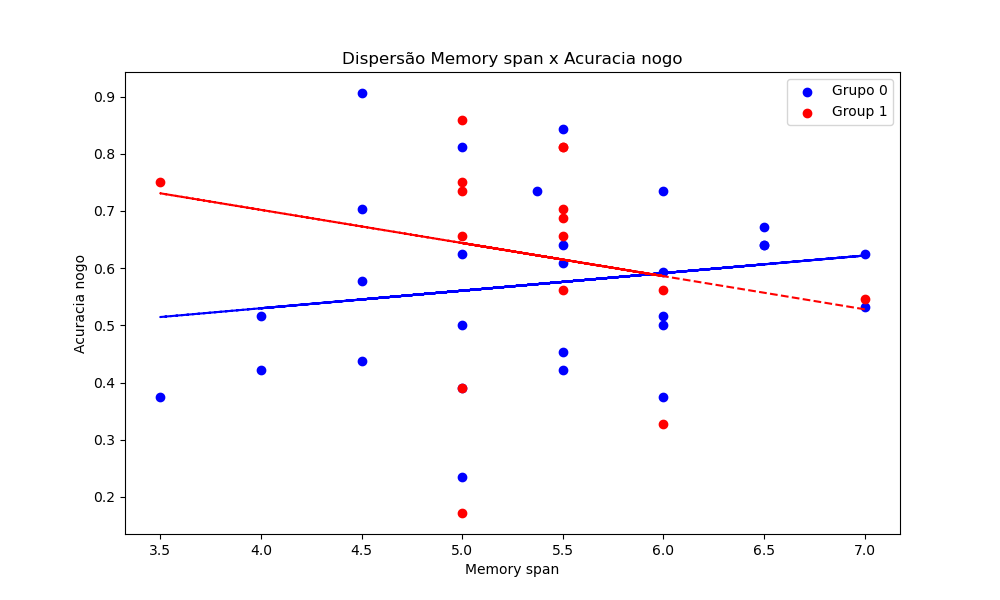 Dispersão Memory span x Acuracia nogo
Grupo 0
Group 1
0.9
0.8
0.7
0.6
0.5
0.4
0.3
0.2
Acuracia nogo
3.5 4.0 4.5 5.0 5.5 6.0 6.5 7.0
Memory span